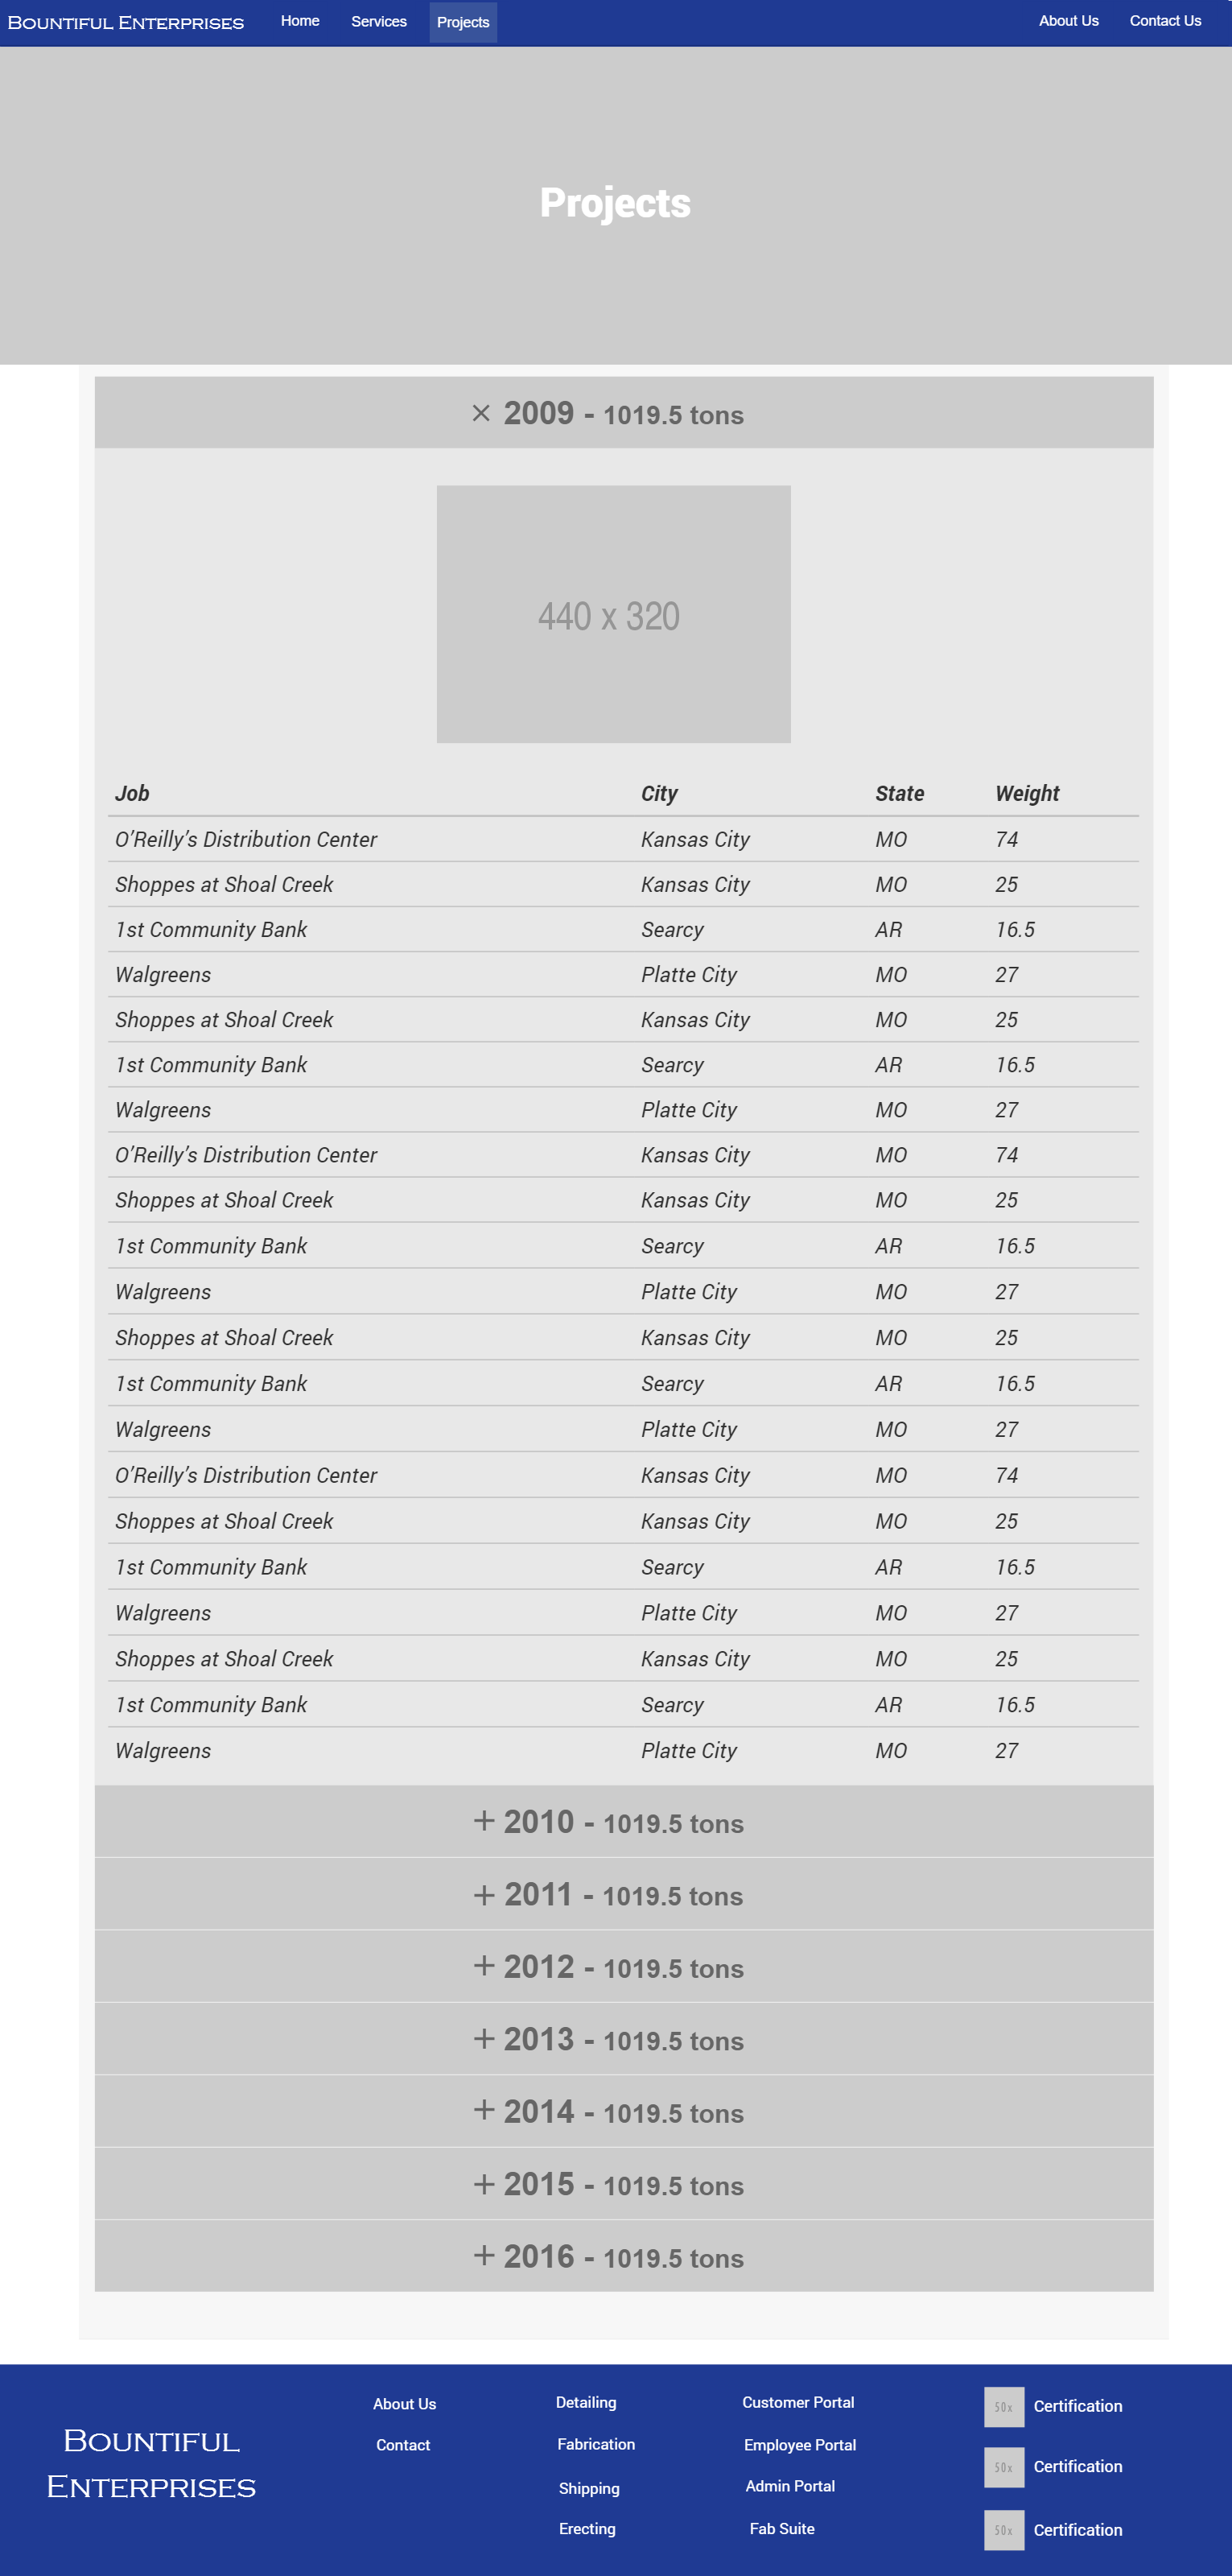 Bountiful Enterprises Home Services Projects About Us Contact Us
Projects
× 2009 - 1019.5 tons
440 x 320
Job City State Weight
O’Reilly’s Distribution Center Kansas City MO 74
Shoppes at Shoal Creek Kansas City MO 25
1st Community Bank Searcy AR 16.5
Walgreens Platte City MO 27
Shoppes at Shoal Creek Kansas City MO 25
1st Community Bank Searcy AR 16.5
Walgreens Platte City MO 27
O’Reilly’s Distribution Center Kansas City MO 74
Shoppes at Shoal Creek Kansas City MO 25
1st Community Bank Searcy AR 16.5
Walgreens Platte City MO 27
Shoppes at Shoal Creek Kansas City MO 25
1st Community Bank Searcy AR 16.5
Walgreens Platte City MO 27
O’Reilly’s Distribution Center Kansas City MO 74
Shoppes at Shoal Creek Kansas City MO 25
1st Community Bank Searcy AR 16.5
Walgreens Platte City MO 27
Shoppes at Shoal Creek Kansas City MO 25
1st Community Bank Searcy AR 16.5
Walgreens Platte City MO 27
+ 2010 - 1019.5 tons
+ 2011 - 1019.5 tons
+ 2012 - 1019.5 tons
+ 2013 - 1019.5 tons
+ 2014 - 1019.5 tons
+ 2015 - 1019.5 tons
+ 2016 - 1019.5 tons
Bountiful
Enterprises
About Us
Contact
Detailing
Fabrication
Shipping
Erecting
Customer Portal
Employee Portal
Admin Portal
Fab Suite
50x Certification
50x Certification
50x Certification